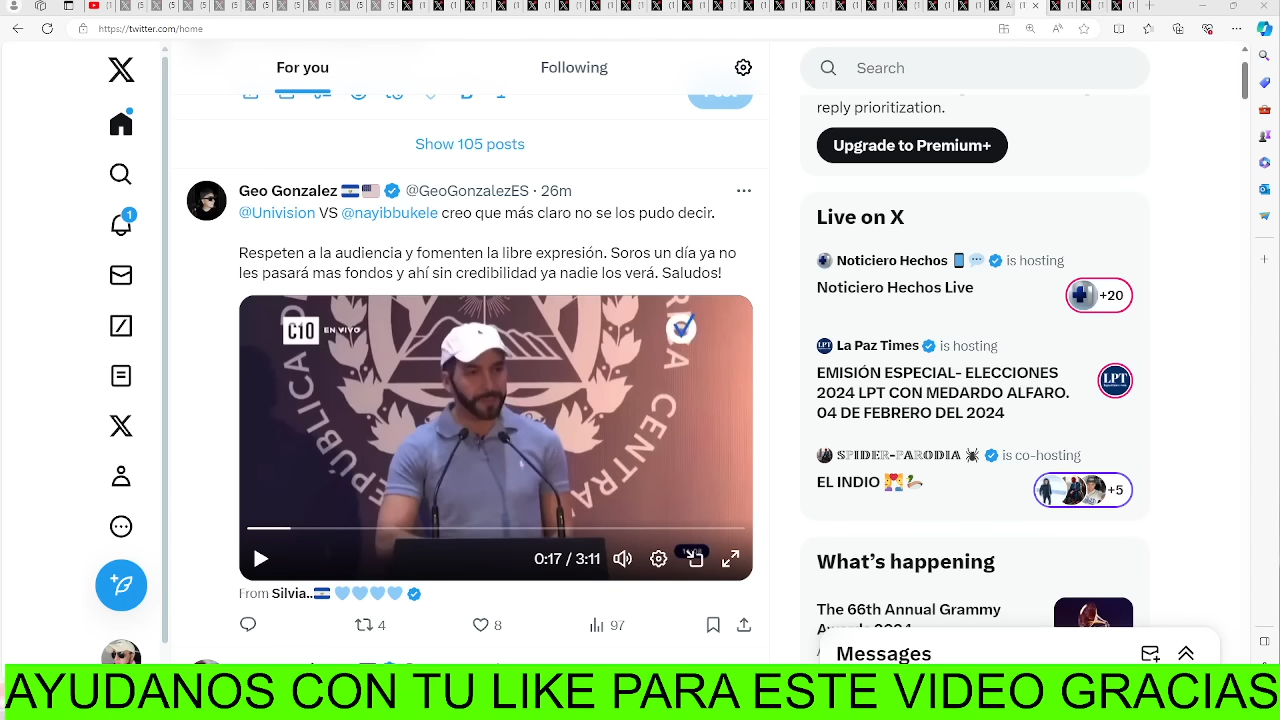 https://twitter.com/home
For you
Following
Search
reply prioritization.
Upgrade to Premium+
Show 105 posts
Geo Gonzalez 🇸🇻🇺🇸 @GeoGonzalezES · 26m
@Univision VS @nayibbukele creo que más claro no se los pudo decir.
Respeten a la audiencia y fomenten la libre expresión. Soros un día ya no
les pasará mas fondos y ahí sin credibilidad ya nadie los verá. Saludos!
C10 EN VIVO
REPÚBLICA
CENTRA
0:17 / 3:11
From Silvia..🇸🇻 🩵🩵🩵🩵
4
8
97
Live on X
Noticiero Hechos 📱💬 is hosting
Noticiero Hechos Live
+20
LPT La Paz Times is hosting
EMISIÓN ESPECIAL- ELECCIONES
2024 LPT CON MEDARDO ALFARO.
04 DE FEBRERO DEL 2024
LPT
𝕊ℙ𝕀𝔻𝔼ℝ-ℙ𝔸ℝ𝕆𝔻𝕀𝔸 🕷 is co-hosting
EL INDIO
+5
What's happening
The 66th Annual Grammy
Messages
1
AYUDANOS CON TU LIKE PARA ESTE VIDEO GRACIAS